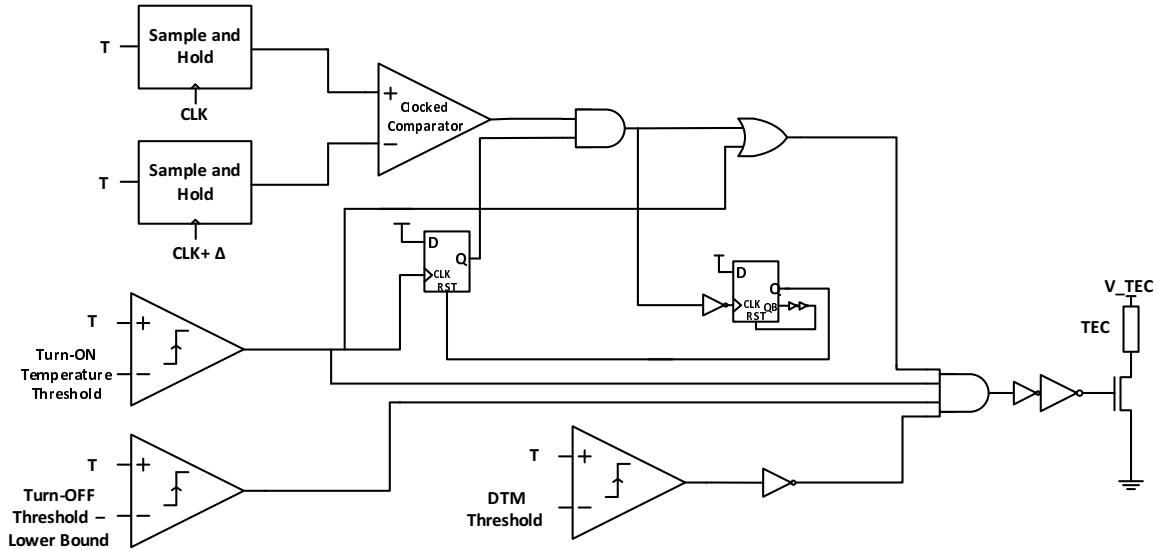 T
Sample and
Hold
CLK
T
Sample and
Hold
CLK+ Δ
+
−
Clocked
Comparator
D
Q
CLK
RST
D
Q
CLK
QB
RST
T
+
Turn-ON
Temperature
Threshold
−
T
+
Turn-OFF
Threshold –
Lower Bound
−
T
+
DTM
Threshold
−
V_TEC
TEC